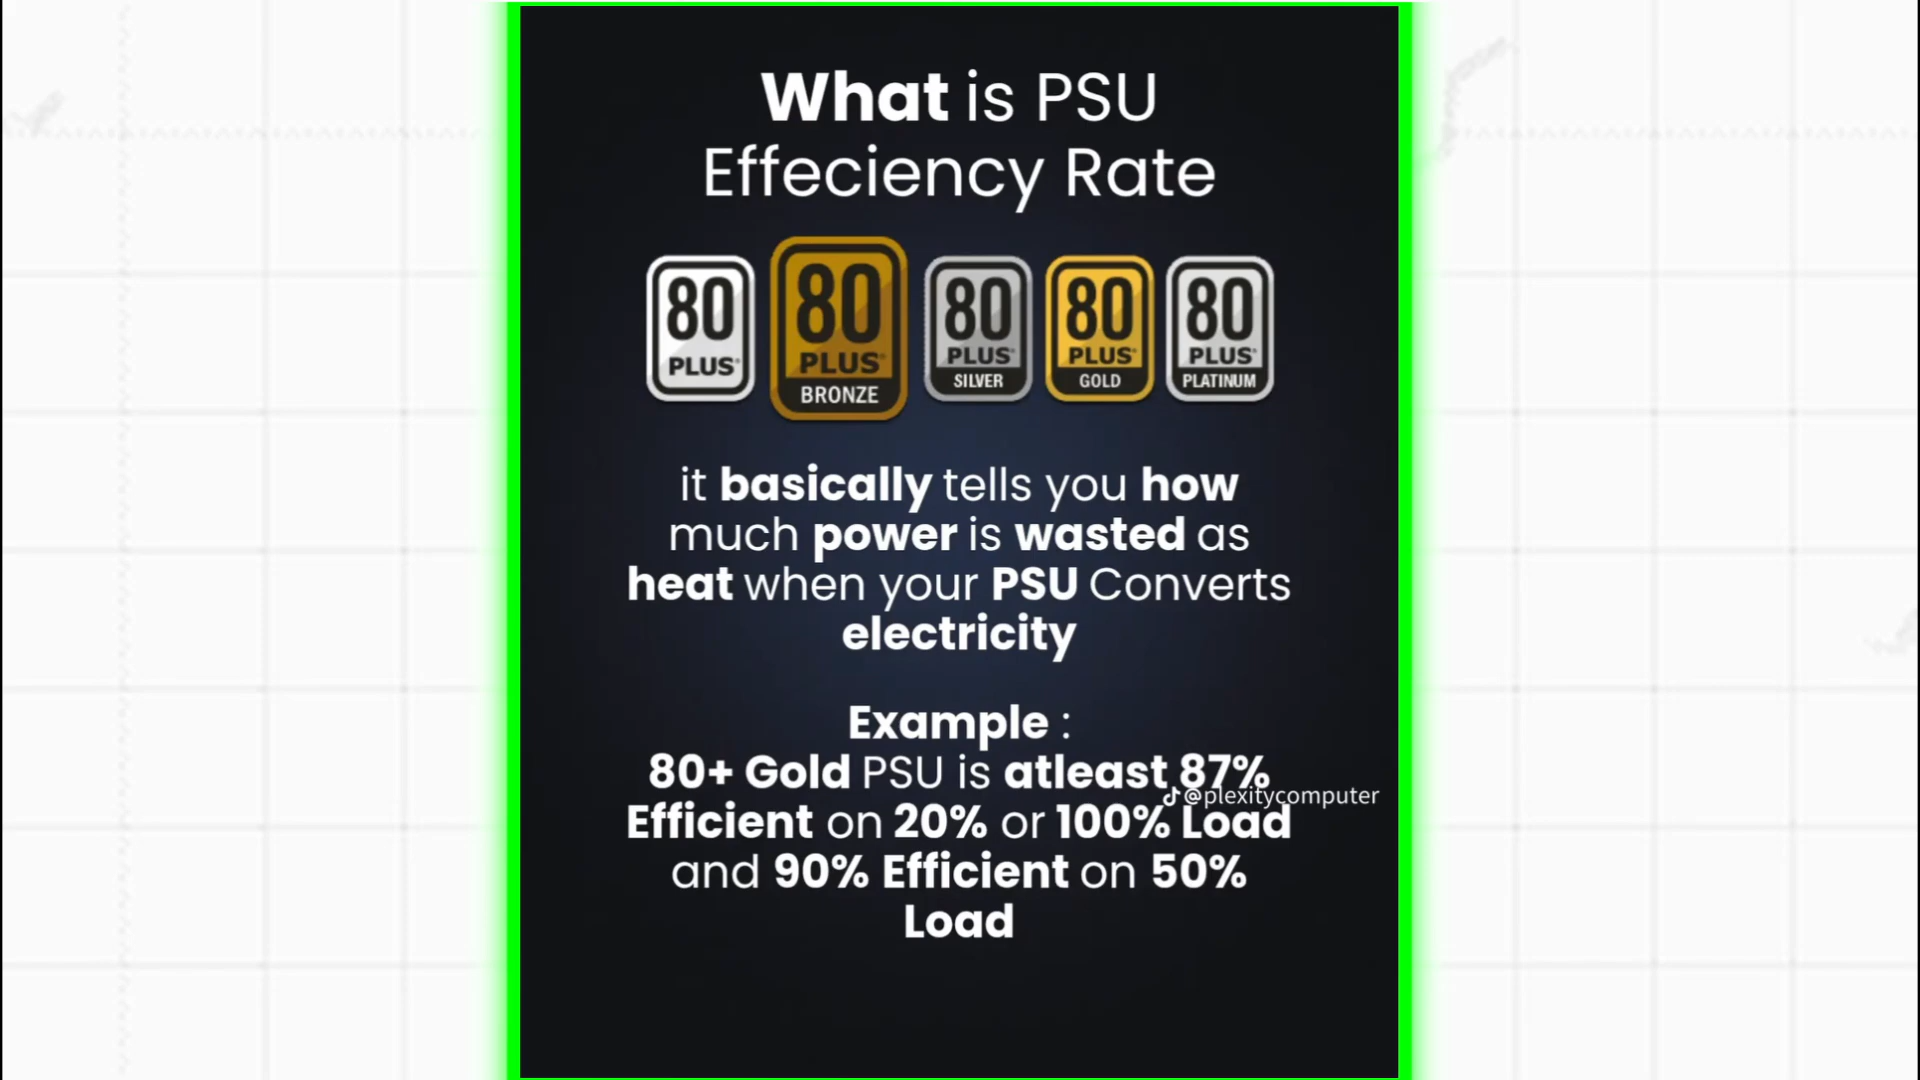 What is PSU
Effeciency Rate
80 PLUS
80 PLUS BRONZE
80 PLUS SILVER
80 PLUS GOLD
80 PLUS PLATINUM
it basically tells you how
much power is wasted as
heat when your PSU Converts
electricity
Example :
80+ Gold PSU is atleast 87%
@plexitycomputer
Efficient on 20% or 100% Load
and 90% Efficient on 50%
Load